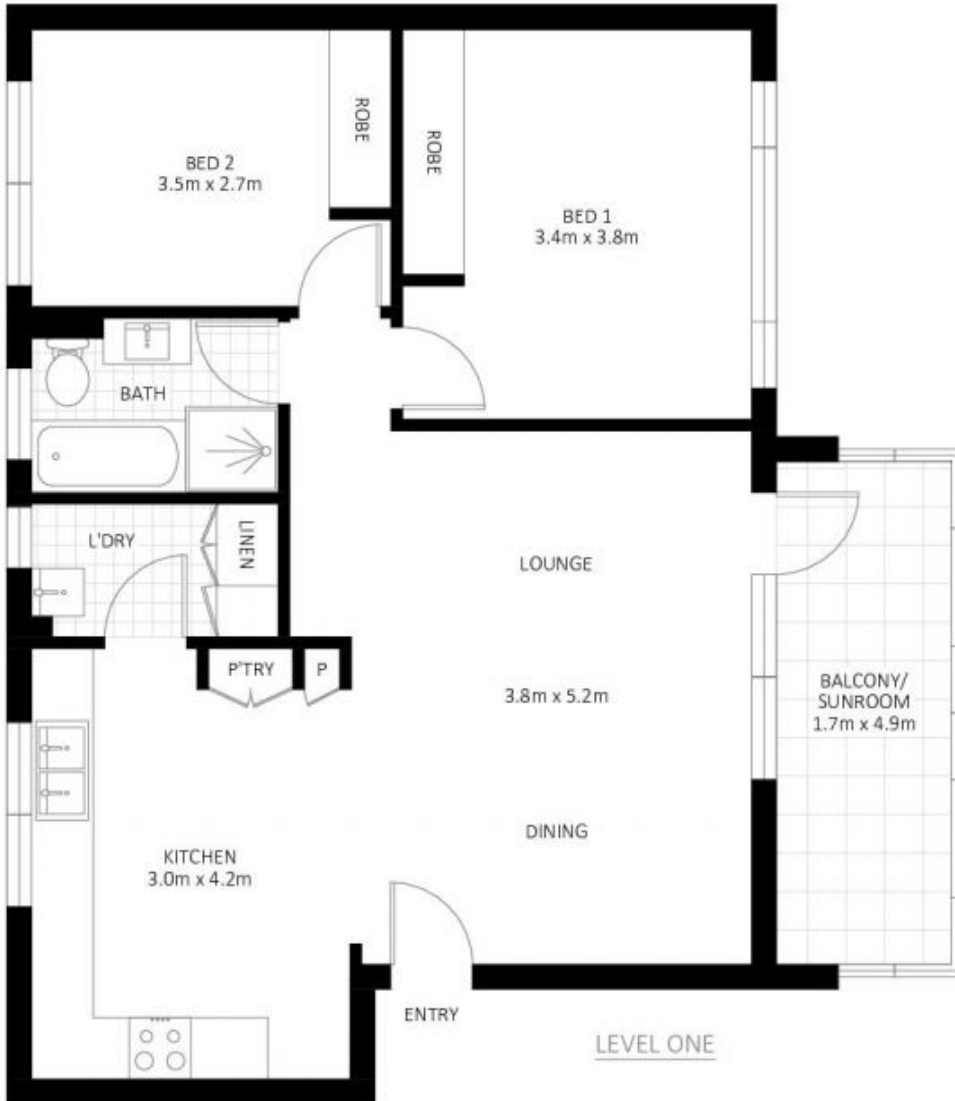 ROBE
ROBE
BED 2
3.5m x 2.7m
BED 1
3.4m x 3.8m
BATH
L'DRY
LINEN
LOUNGE
P'TRY
P
3.8m x 5.2m
BALCONY/
SUNROOM
1.7m x 4.9m
DINING
KITCHEN
3.0m x 4.2m
ENTRY
LEVEL ONE